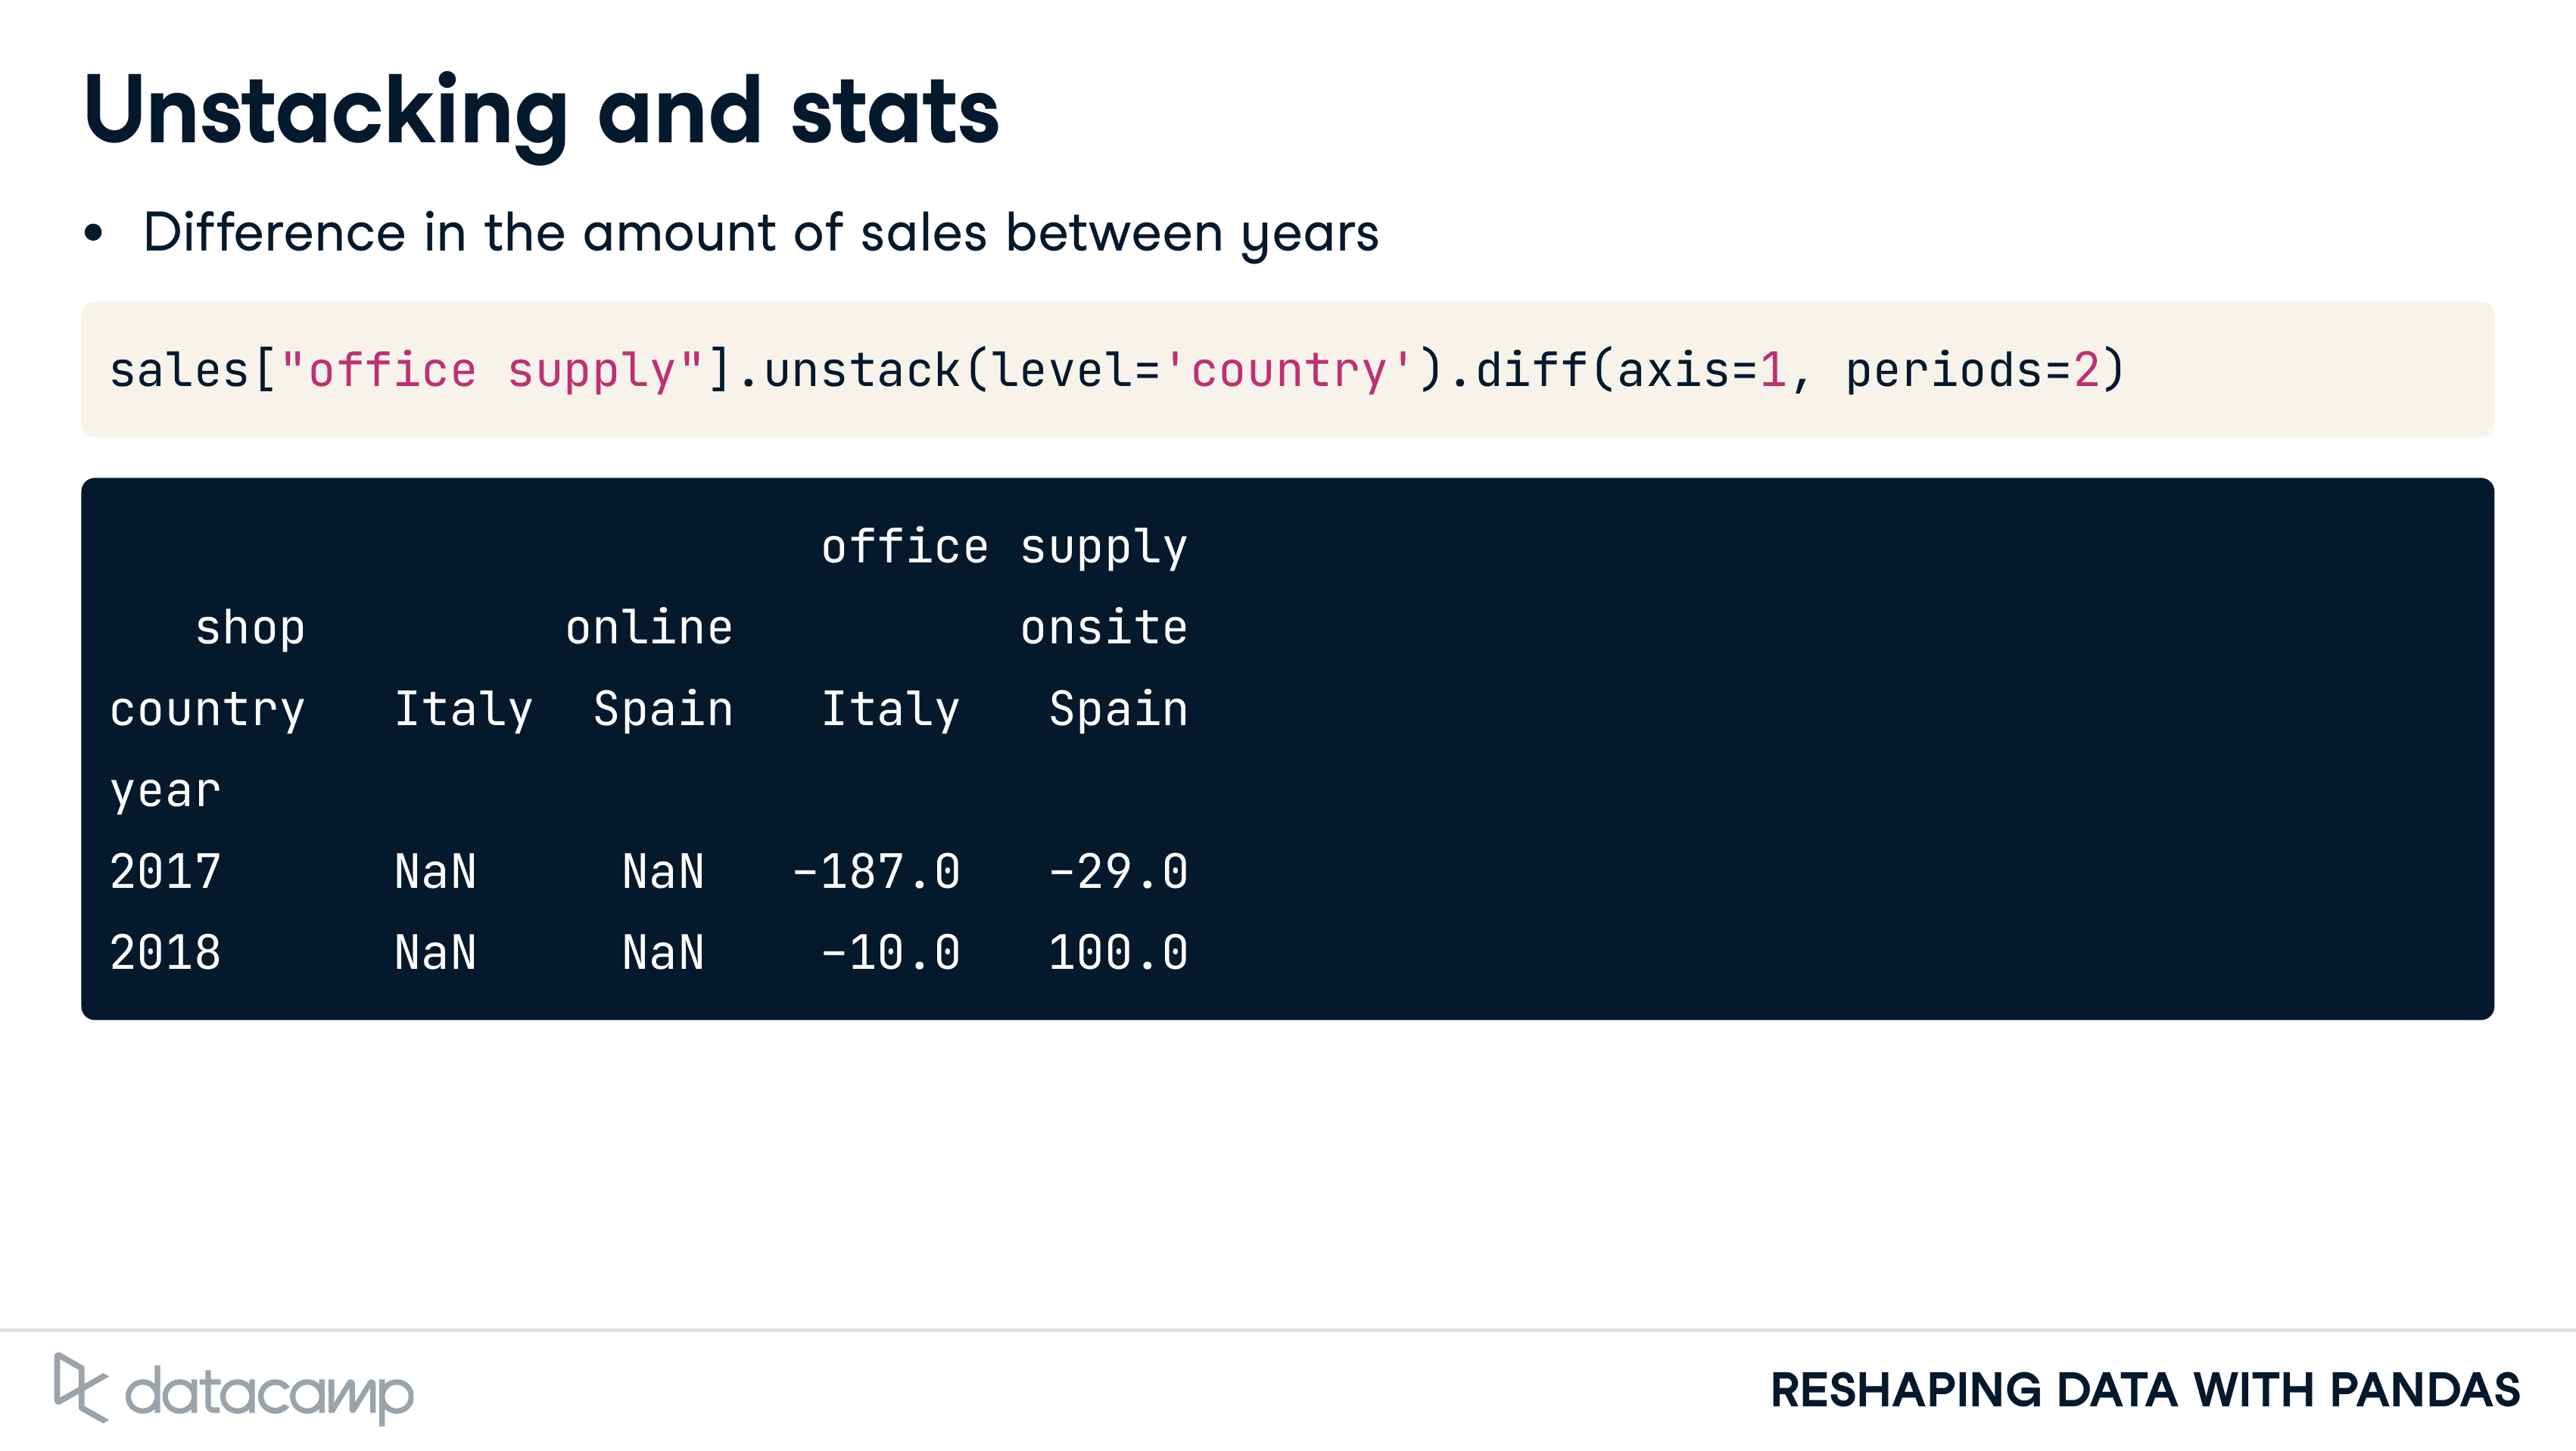 Unstacking and stats
• Difference in the amount of sales between years
sales["office supply"].unstack(level='country').diff(axis=1, periods=2)
office supply
shop online onsite
country Italy Spain Italy Spain
year
2017 NaN NaN -187.0 -29.0
2018 NaN NaN -10.0 100.0
datacamp
RESHAPING DATA WITH PANDAS